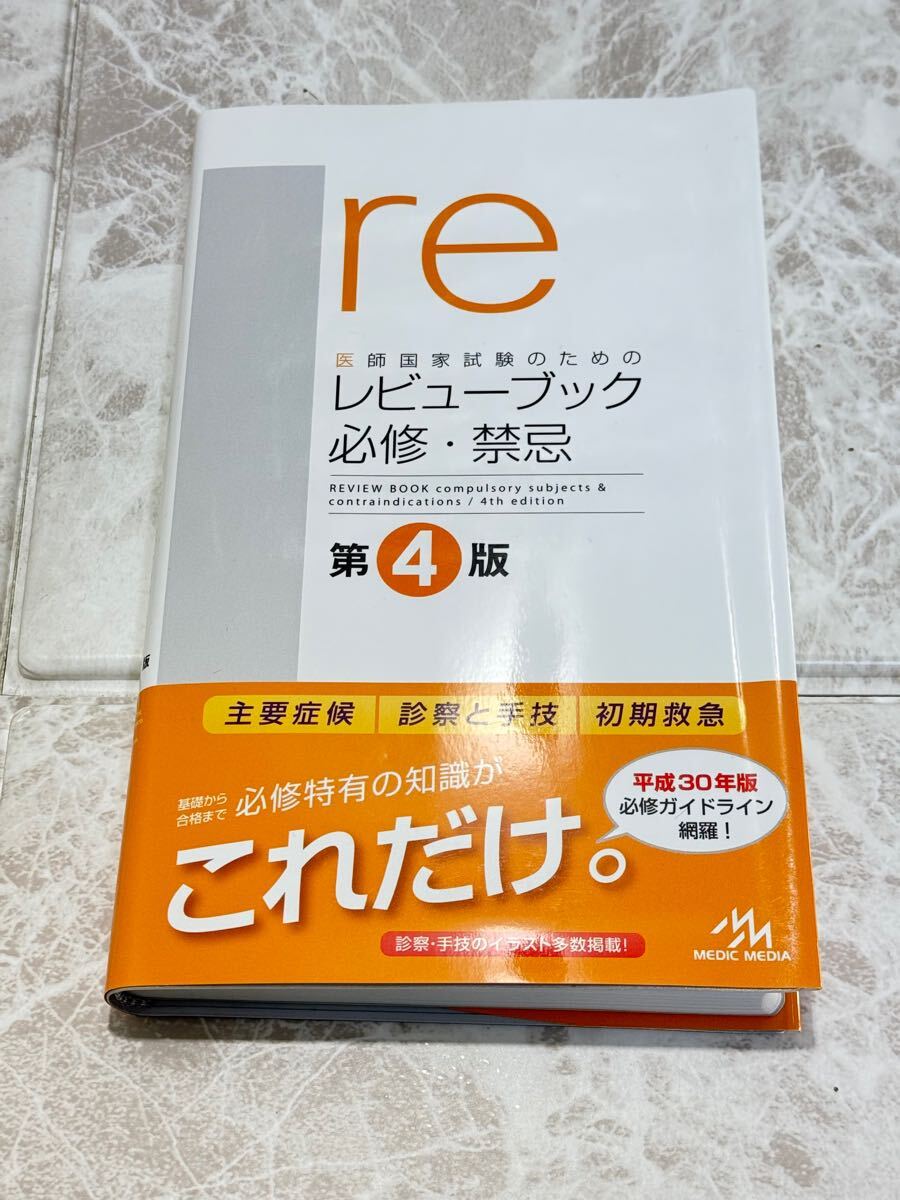 re
医師国家試験のための
レビューブック
必修・禁忌
REVIEW BOOK compulsory subjects &
contraindications / 4th edition
第4版
版
主要症候 診察と手技 初期救急
基礎から
合格まで
必修特有の知識が
これだけ。
平成30年版
必修ガイドライン
網羅！
診察・手技のイラスト多数掲載！
MEDIC MEDIA